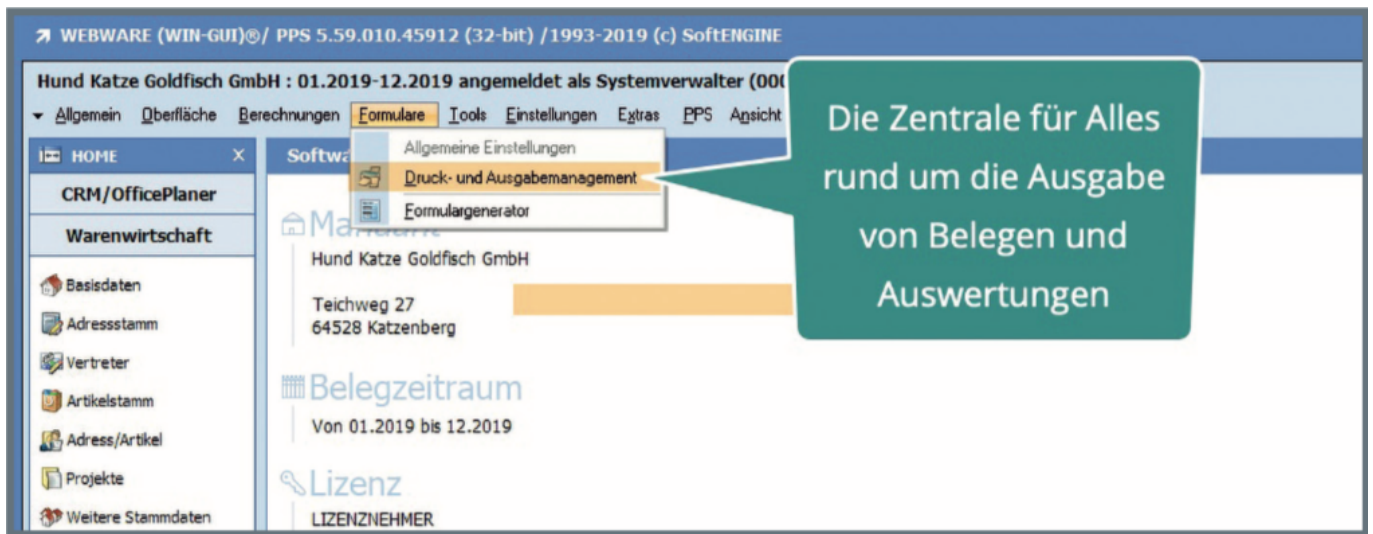 WEBWARE (WIN-GUI)®/ PPS 5.59.010.45912 (32-bit) /1993-2019 (c) SoftENGINE
Hund Katze Goldfisch GmbH : 01.2019-12.2019 angemeldet als Systemverwalter (000
Allgemein Oberfläche Berechnungen Formulare Tools Einstellungen Extras PPS Ansicht
HOME X
CRM/OfficePlaner
Warenwirtschaft
Basisdaten
Adressstamm
Vertreter
Artikelstamm
Adress/Artikel
Projekte
Weitere Stammdaten
Softwa
Allgemeine Einstellungen
Druck- und Ausgabemanagement
Formulargenerator
Hund Katze Goldfisch GmbH
Teichweg 27
64528 Katzenberg
Belegzeitraum
Von 01.2019 bis 12.2019
Lizenz
LIZENZNEHMER
Die Zentrale für Alles
rund um die Ausgabe
von Belegen und
Auswertungen